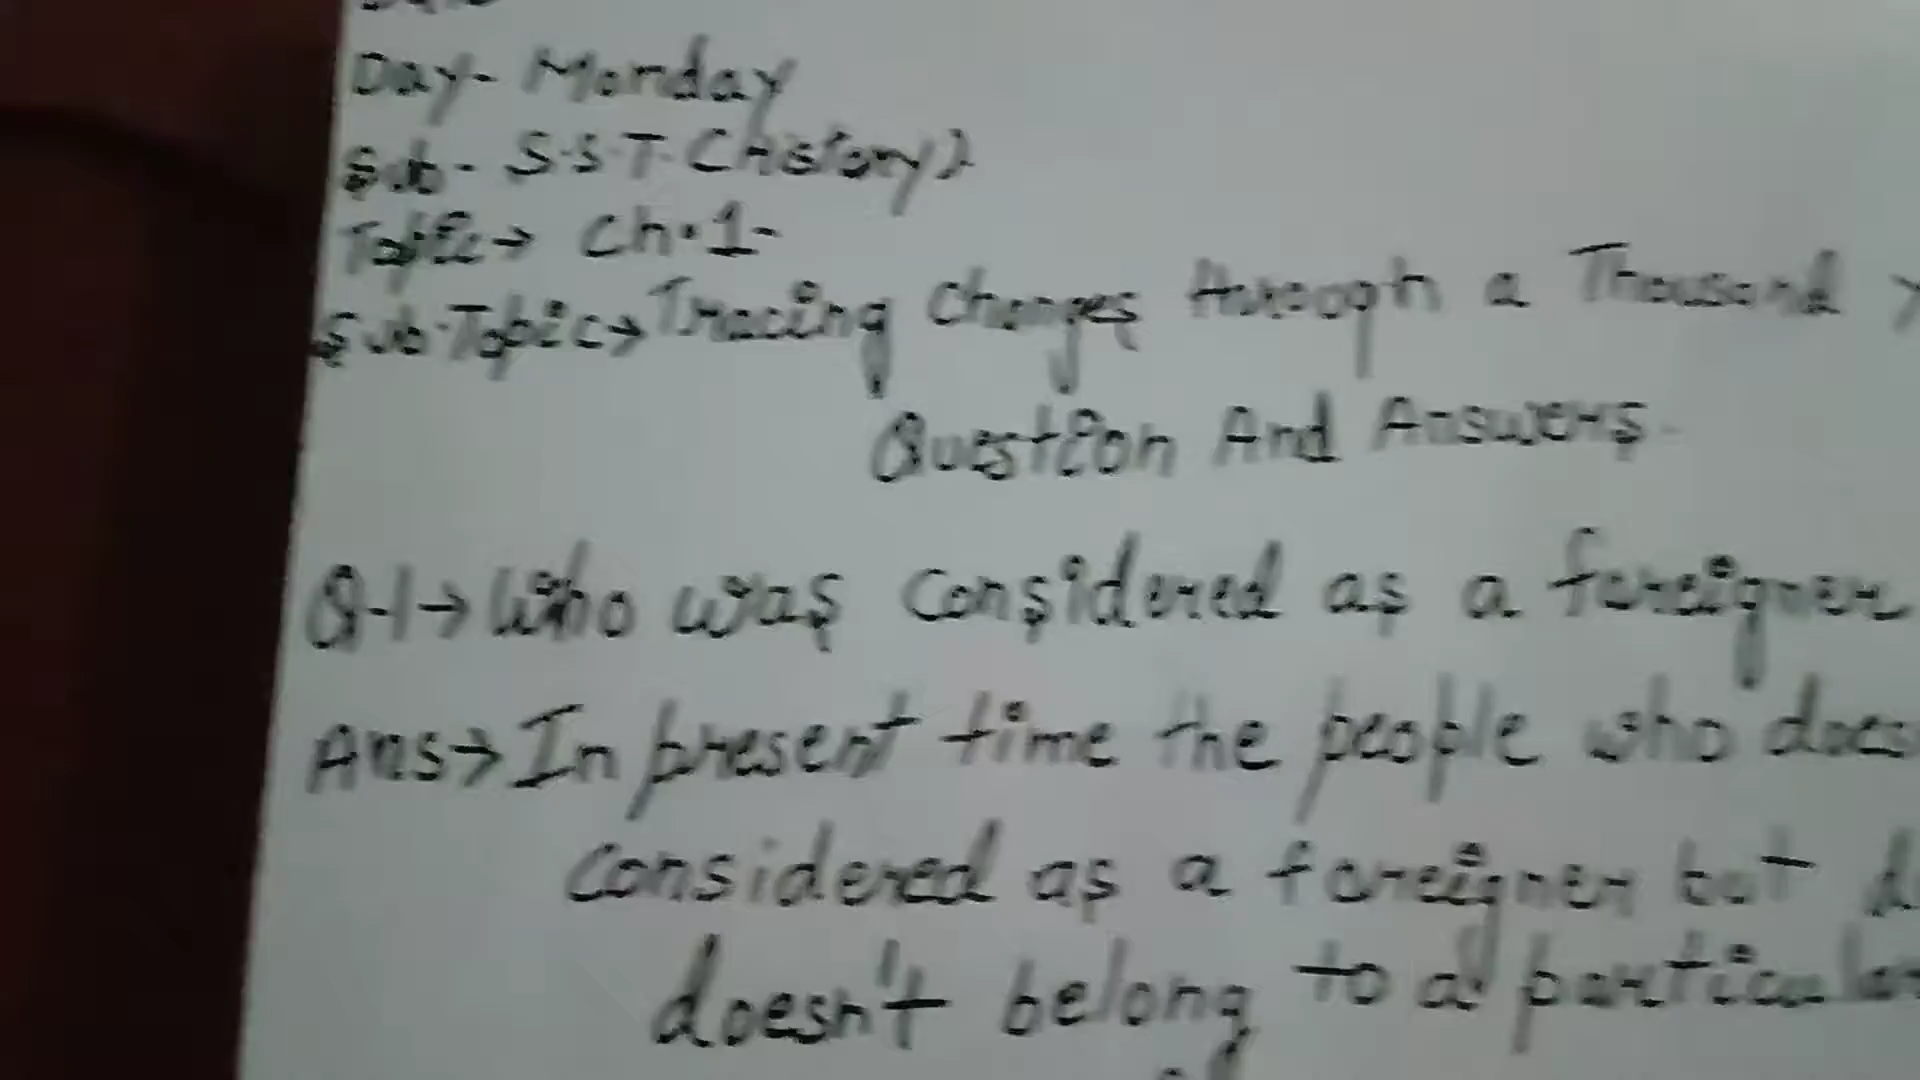 Day- Monday
Sub- S.S.T. (history)
Topic→ Ch.1-
Sub-Topic→ Tracing Changes through a Thousand
Question And Answers.
Q-1→ Who was considered as a foreigner
Ans→ In present time the people who does
considered as a foreigner but
doesn't belong to a particular